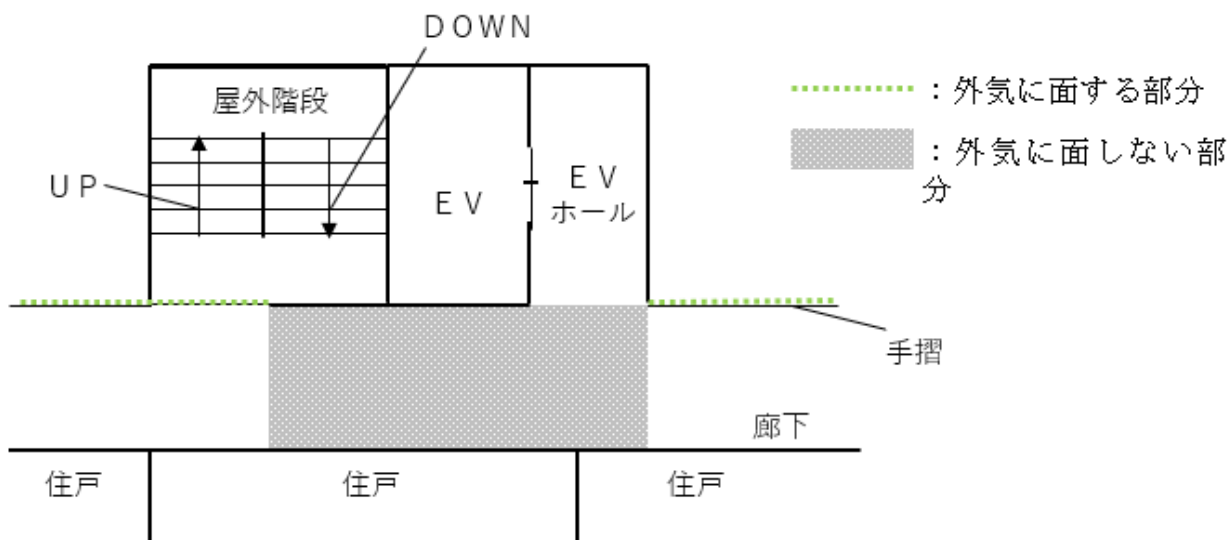 ＤＯＷＮ
屋外階段
：外気に面する部分
：外気に面しない部
分
ＵＰ
ＥＶ
ＥＶ
ホール
手摺
廊下
住戸
住戸
住戸